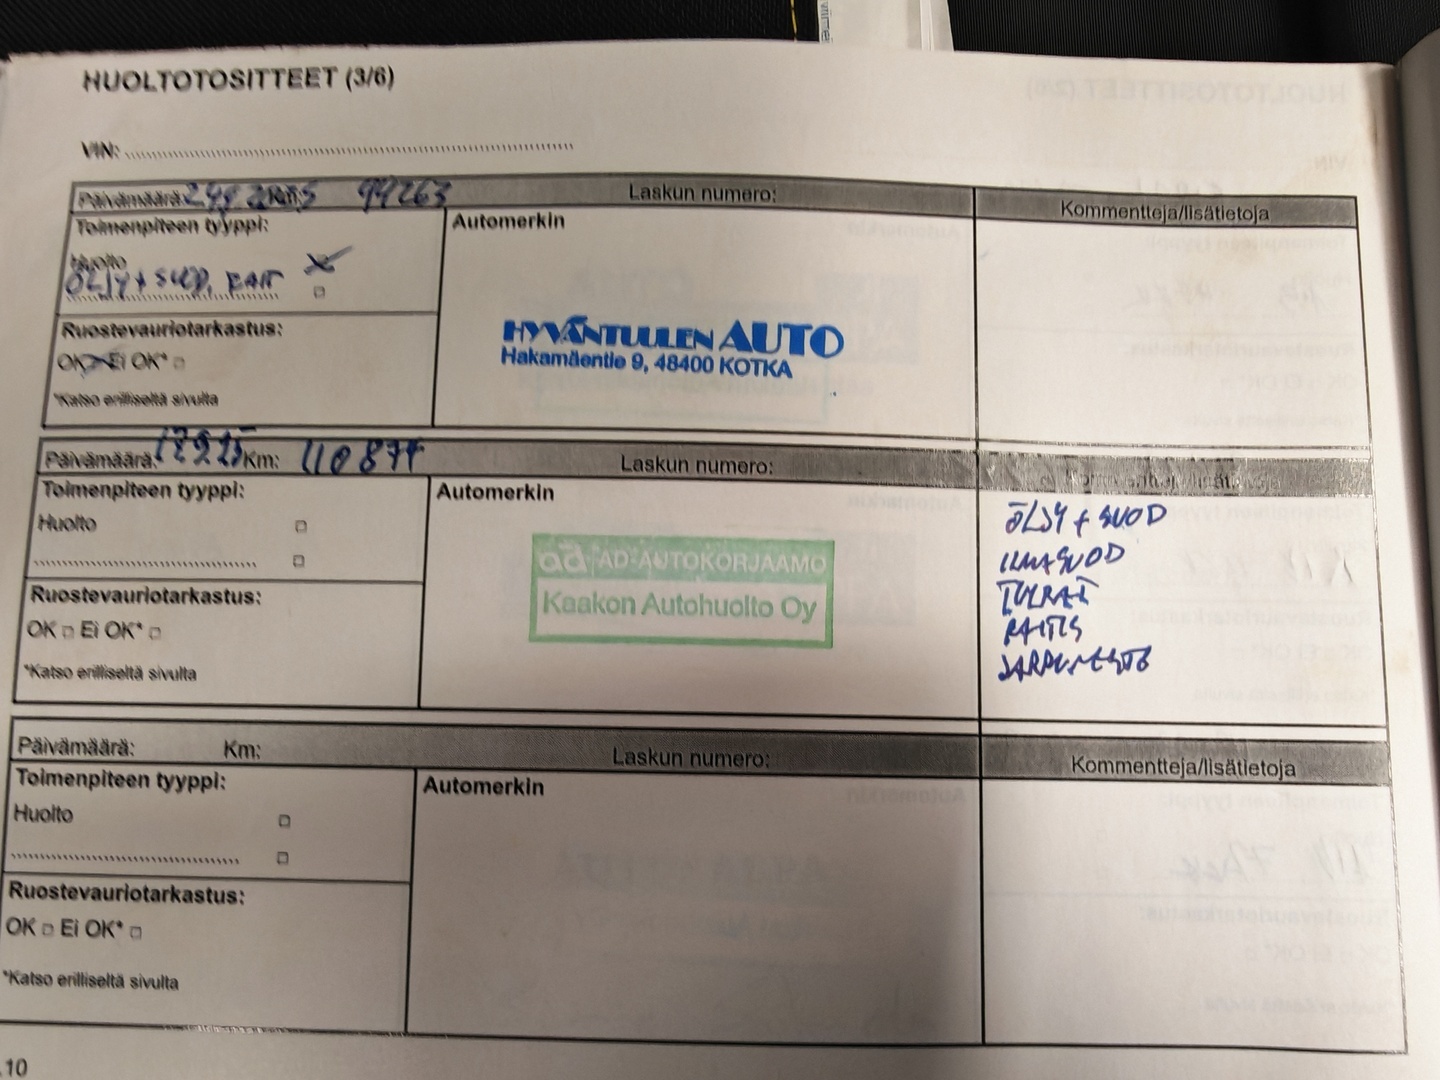 HUOLTOTOSITTEET (3/6)
VIN:
Päivämäärä: 94263 Laskun numero:
Kommentteja/lisätietoja
Toimenpiteen tyyppi:
Automerkin
Huolto
ÖLJY + SUOD, RAIT
Ruostevauriotarkastus:
OK Ei OK*
*Katso erilliseltä sivulta
HYVÄNTUULEN AUTO
Hakamäentie 9, 48400 KOTKA
Päivämäärä: Km: Laskun numero:
Toimenpiteen tyyppi:
Automerkin
Huolto
Ruostevauriotarkastus:
OK Ei OK*
*Katso erilliseltä sivulta
ad AD-AUTOKORJAAMO
Kaakon Autohuolto Oy
ÖLJY + SUOD
ILMASUOD
RAITIS
Päivämäärä: Km: Laskun numero:
Kommentteja/lisätietoja
Toimenpiteen tyyppi:
Automerkin
Huolto
Ruostevauriotarkastus:
OK Ei OK*
*Katso erilliseltä sivulta
.10